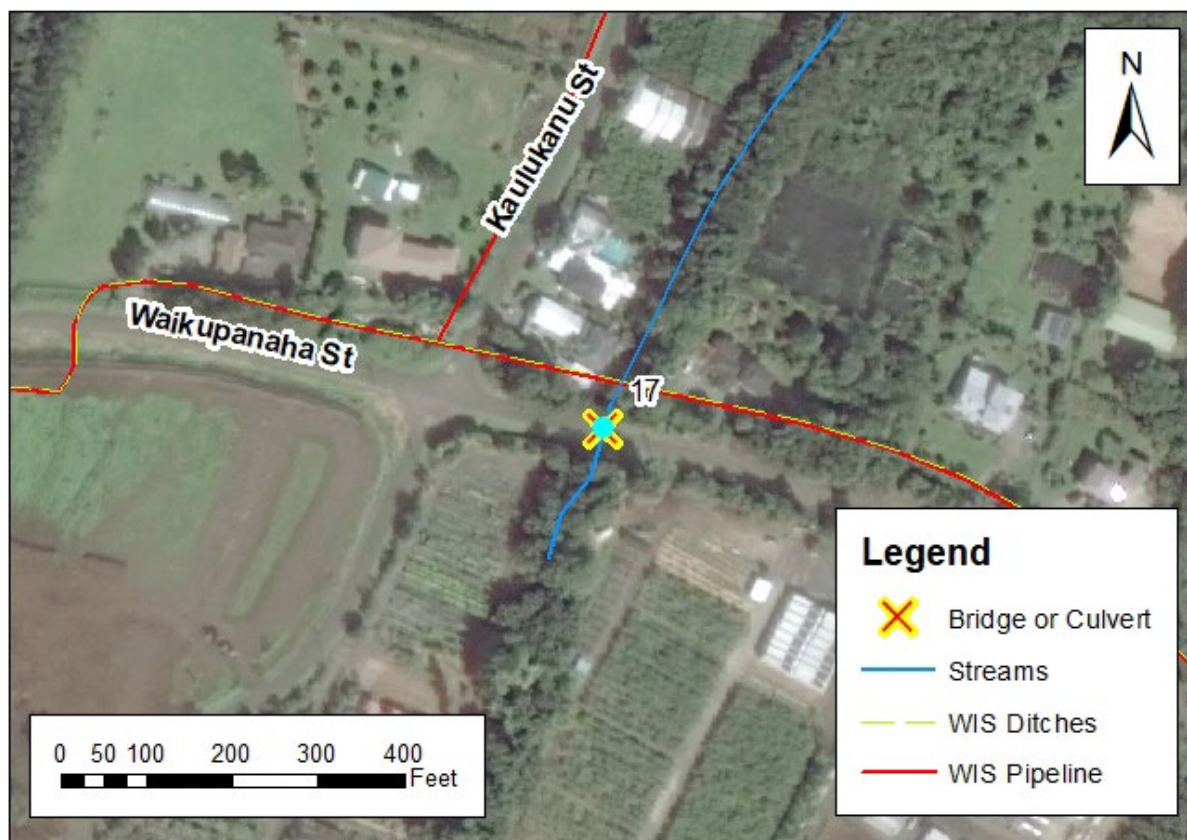 N
Kaulukanu St
Waikupanaha St
17
Legend
Bridge or Culvert
Streams
WIS Ditches
WIS Pipeline
0 50 100 200 300 400
Feet